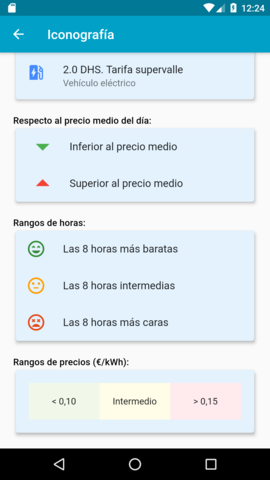 12:24
Iconografía
2.0 DHS. Tarifa supervalle
Vehículo eléctrico
Respecto al precio medio del día:
Inferior al precio medio
Superior al precio medio
Rangos de horas:
Las 8 horas más baratas
Las 8 horas intermedias
Las 8 horas más caras
Rangos de precios (€/kWh):
< 0,10 Intermedio > 0,15